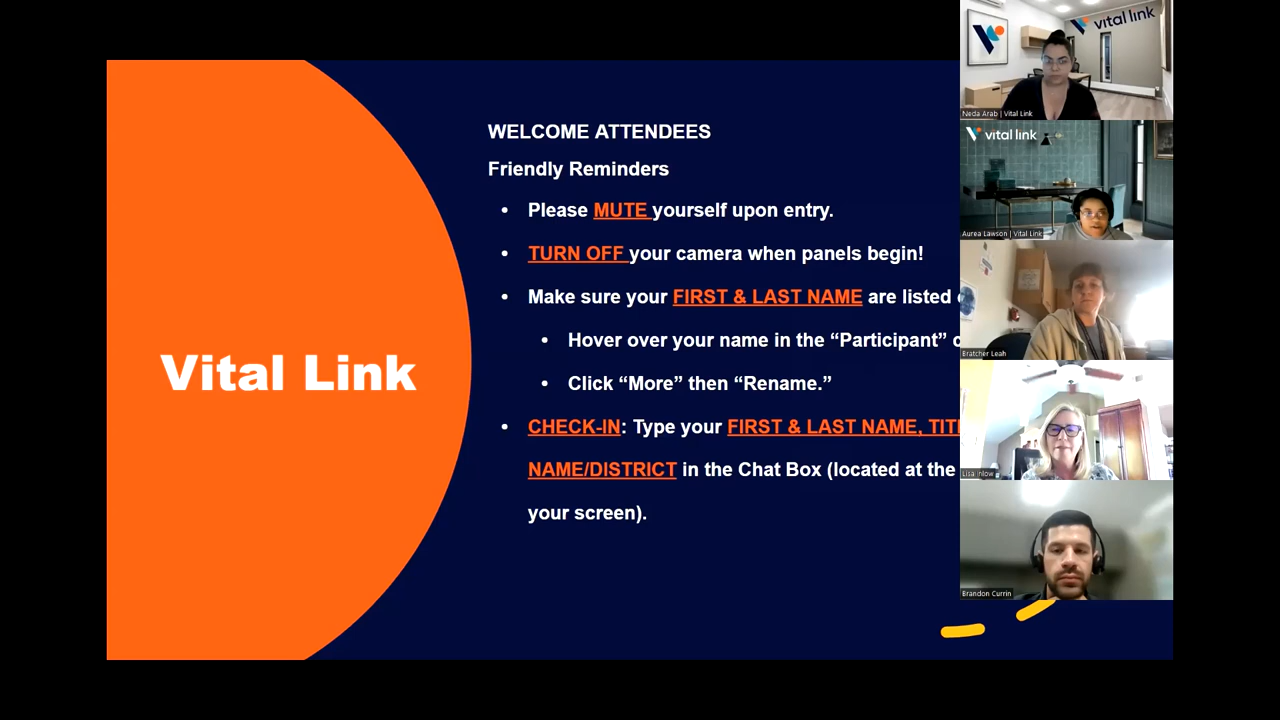 WELCOME ATTENDEES
Friendly Reminders
• Please MUTE yourself upon entry.
• TURN OFF your camera when panels begin!
• Make sure your FIRST & LAST NAME are listed
• Hover over your name in the “Participant”
• Click “More” then “Rename.”
• CHECK-IN: Type your FIRST & LAST NAME,
NAME/DISTRICT in the Chat Box (located at the
your screen).
Vital Link
vital link
Neda Arab | Vital Link
vital link
Aurea Lawson | Vital Link
Bratcher Leah
Lisa Inlow
Brandon Currin